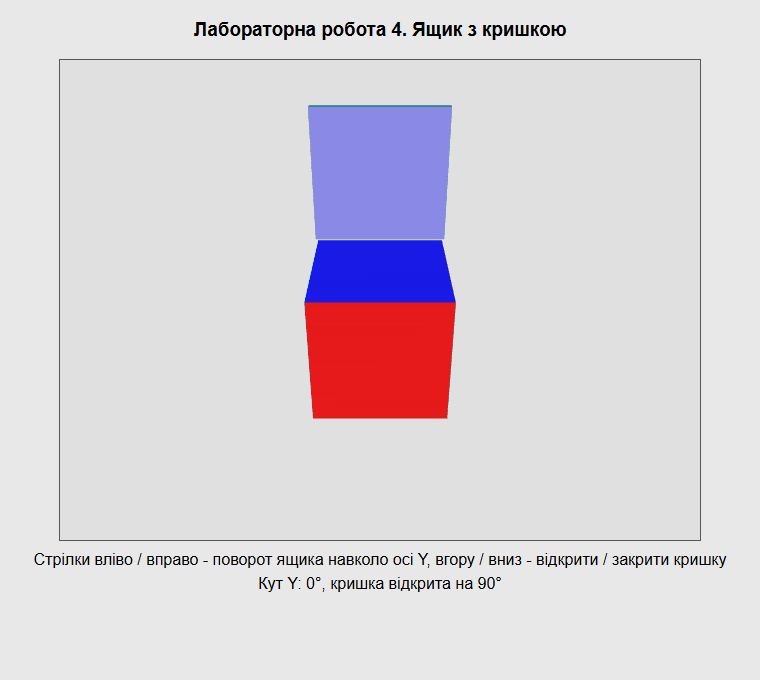 Лабораторна робота 4. Ящик з кришкою
Стрілки вліво / вправо - поворот ящика навколо осі Y, вгору / вниз - відкрити / закрити кришку
Кут Y: 0°, кришка відкрита на 90°